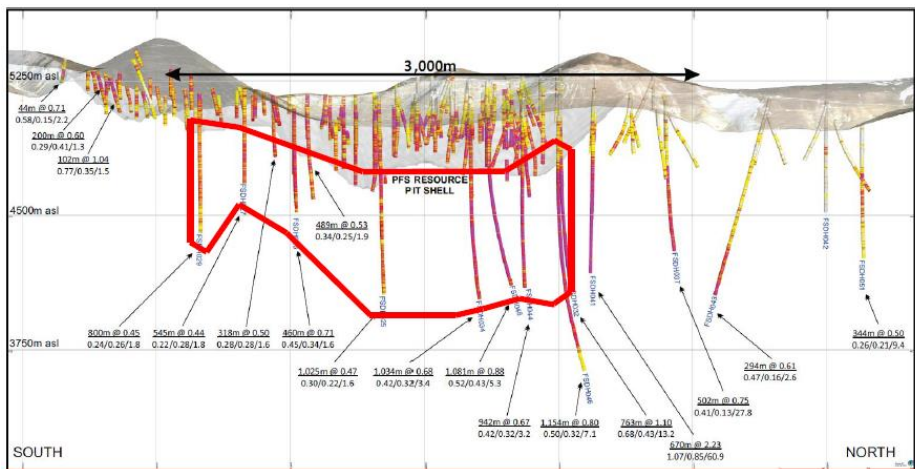 3,000m
5250m asl
44m @ 0.71
0.58/0.15/2.2
200m @ 0.60
0.29/0.41/1.3
102m @ 1.04
0.77/0.35/1.5
PFS RESOURCE
PIT SHELL
4500m asl
489m @ 0.53
0.34/0.25/1.9
FSDH029
FSDH041
FSDH007
FSDH042
FSDH043
FSDH034
FSDH044
FSDH032
FSDH046
800m @ 0.45
0.24/0.26/1.8
545m @ 0.44
0.22/0.28/1.8
318m @ 0.50
0.28/0.28/1.6
460m @ 0.71
0.45/0.34/1.6
344m @ 0.50
0.26/0.21/9.4
3750m asl
1,025m @ 0.47
0.30/0.22/1.6
1,034m @ 0.68
0.42/0.32/3.4
1,081m @ 0.88
0.52/0.43/5.3
294m @ 0.61
0.47/0.16/2.6
502m @ 0.75
0.41/0.13/27.8
942m @ 0.67
0.42/0.32/3.2
1,154m @ 0.80
0.50/0.32/7.1
763m @ 1.10
0.68/0.43/13.2
670m @ 2.23
1.07/0.85/60.9
SOUTH
NORTH